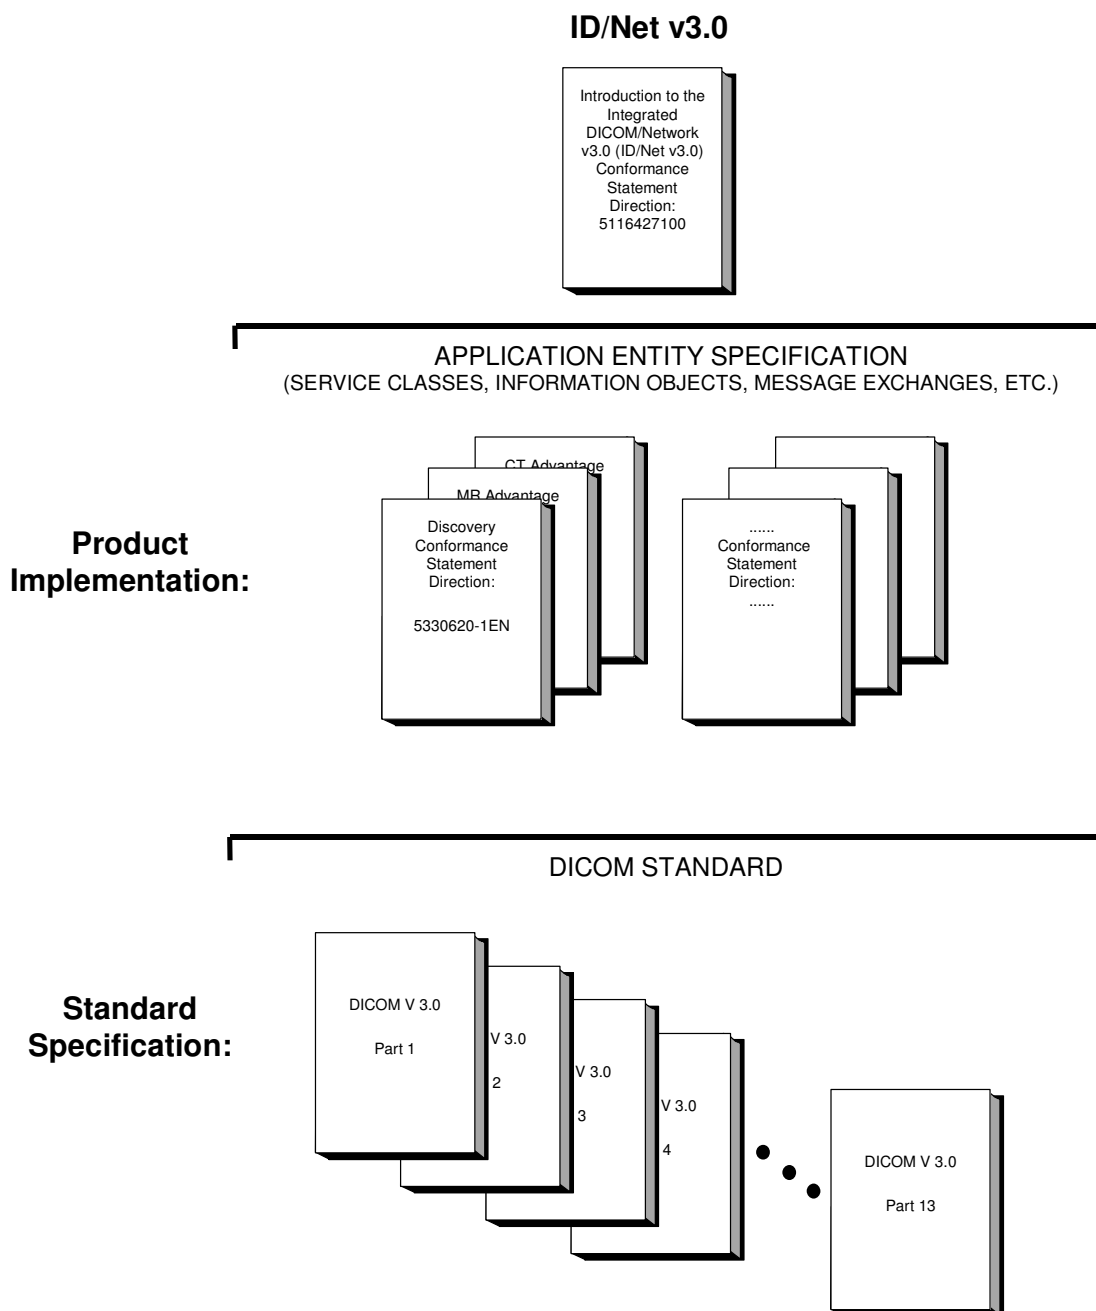 ID/Net v3.0
Introduction to the
Integrated
DICOM/Network
v3.0 (ID/Net v3.0)
Conformance
Statement
Direction:
5116427100
APPLICATION ENTITY SPECIFICATION
(SERVICE CLASSES, INFORMATION OBJECTS, MESSAGE EXCHANGES, ETC.)
Product
Implementation:
CT Advantage
MR Advantage
Discovery
Conformance
Statement
Direction:
5330620-1EN
......
Conformance
Statement
Direction:
......
DICOM STANDARD
Standard
Specification:
DICOM V 3.0
Part 1
V 3.0
2
V 3.0
3
V 3.0
4
DICOM V 3.0
Part 13